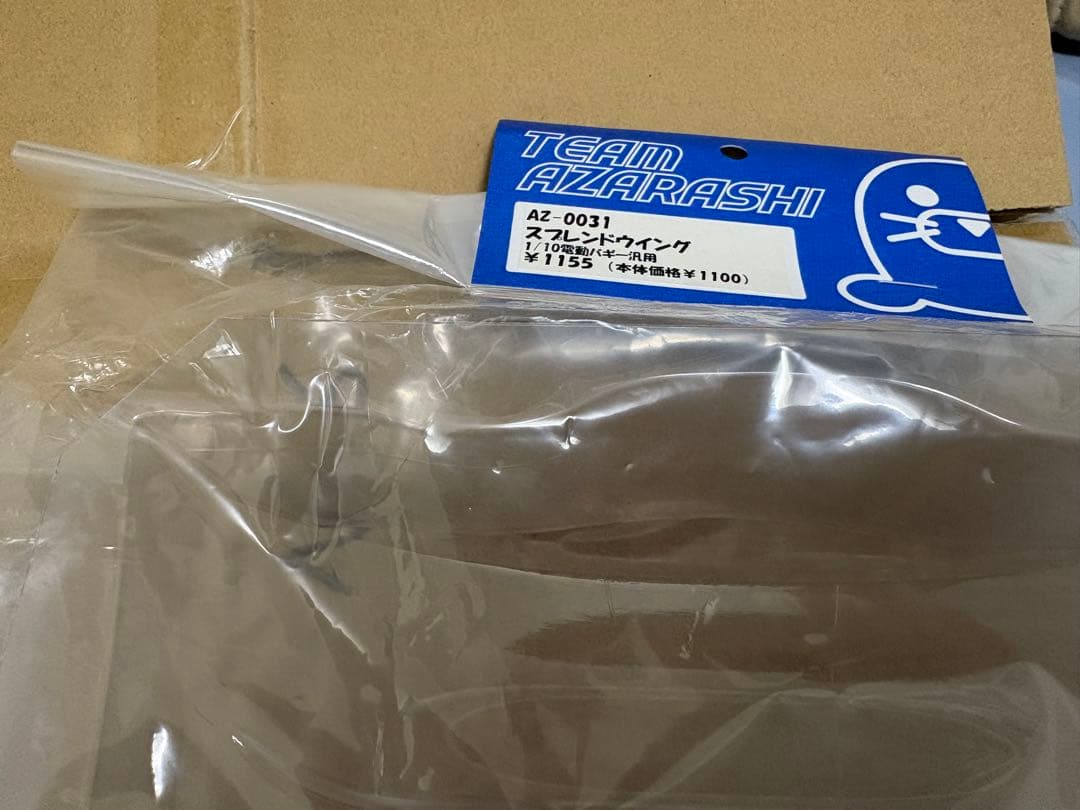 TEAM
AZARASHI
AZ-0031
スプレンドウイング
1/10電動バギー汎用
¥1155 (本体価格¥1100)